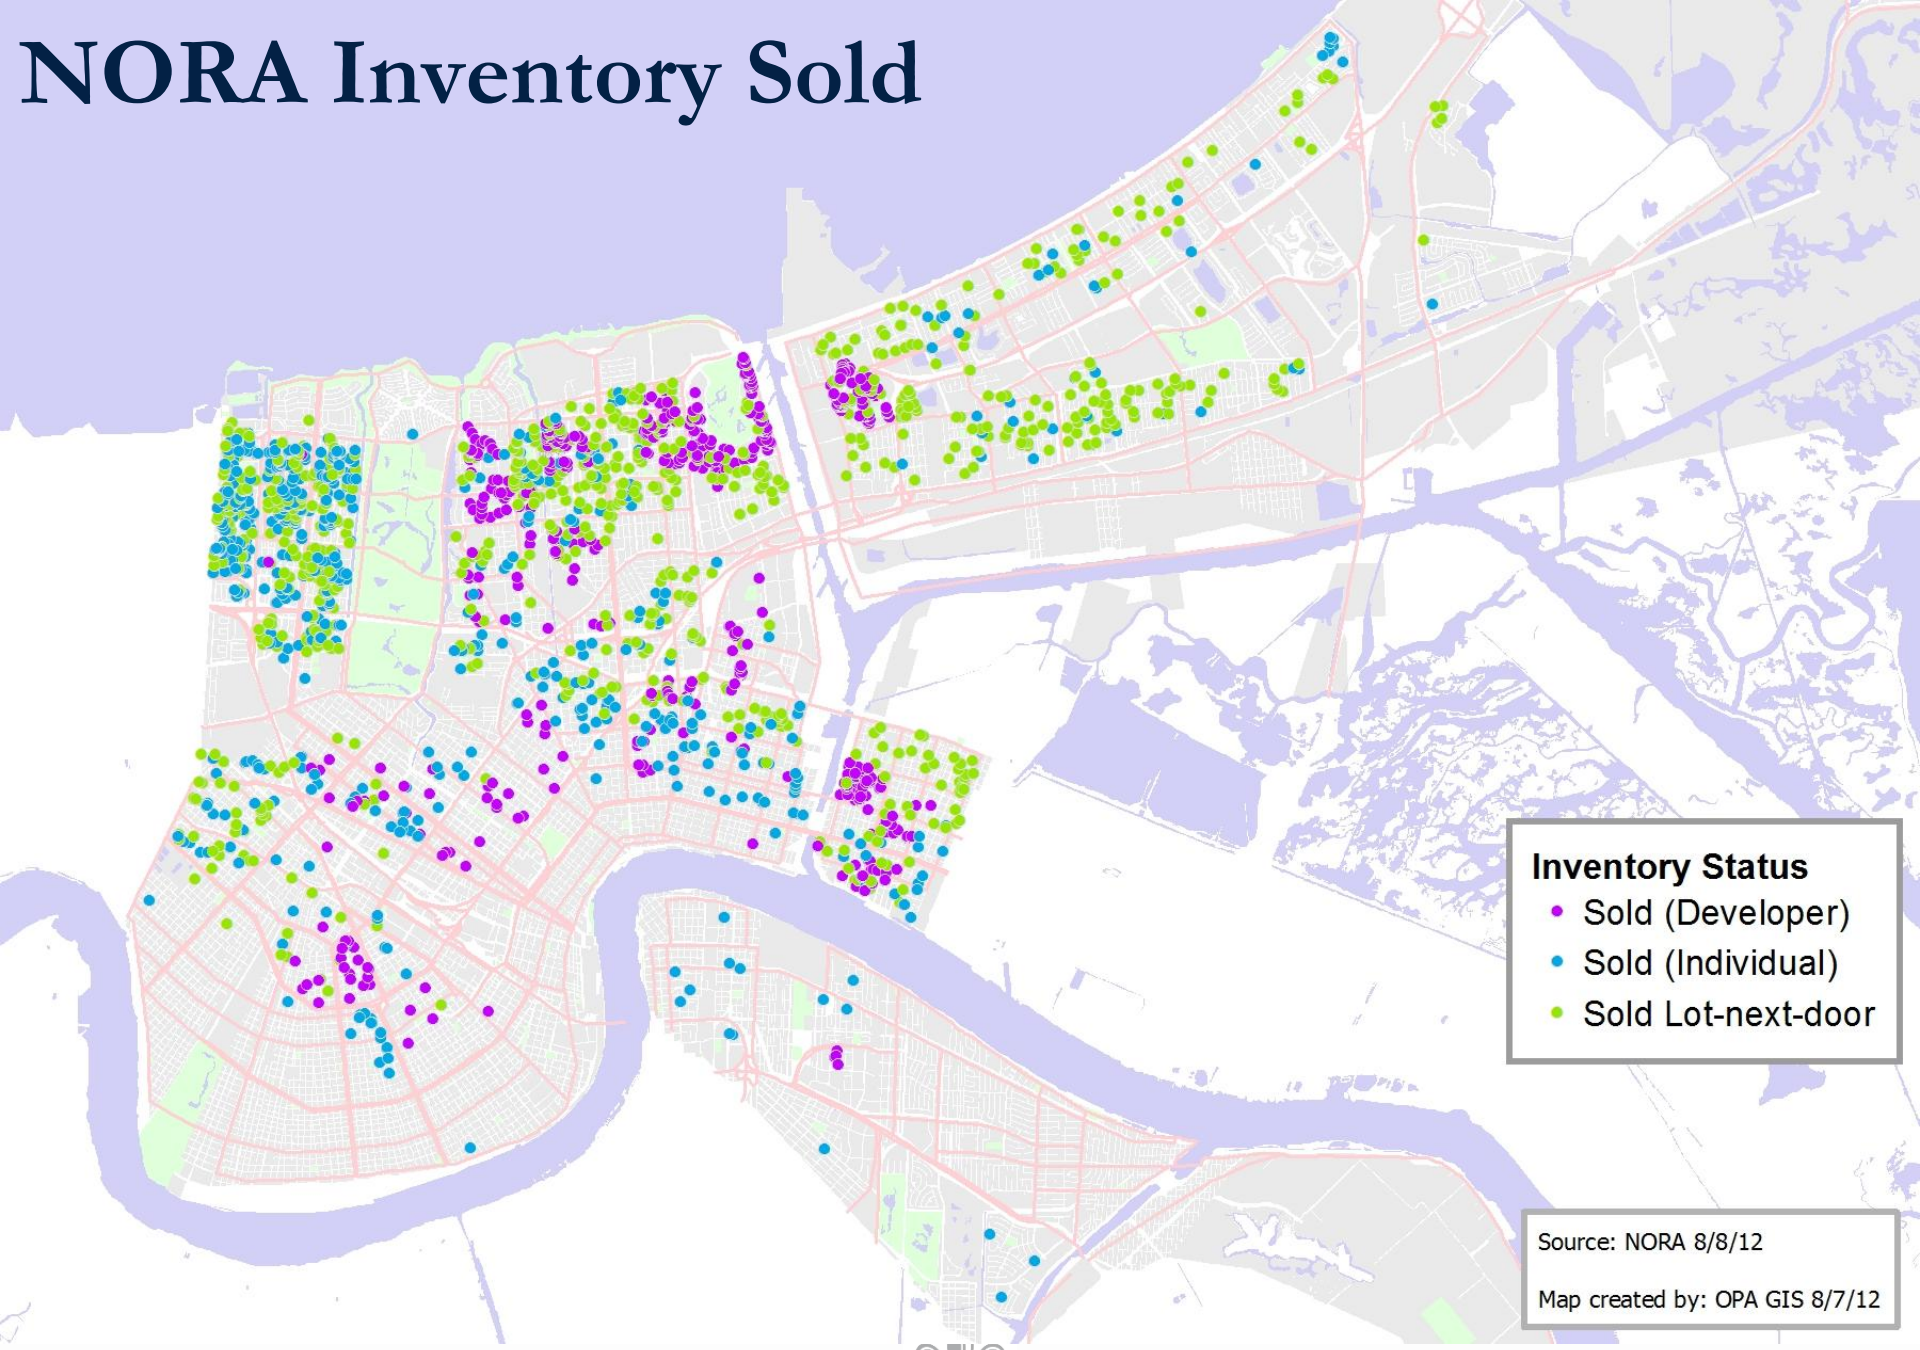 NORA Inventory Sold
Inventory Status
Sold (Developer)
Sold (Individual)
Sold Lot-next-door
Source: NORA 8/8/12
Map created by: OPA GIS 8/7/12